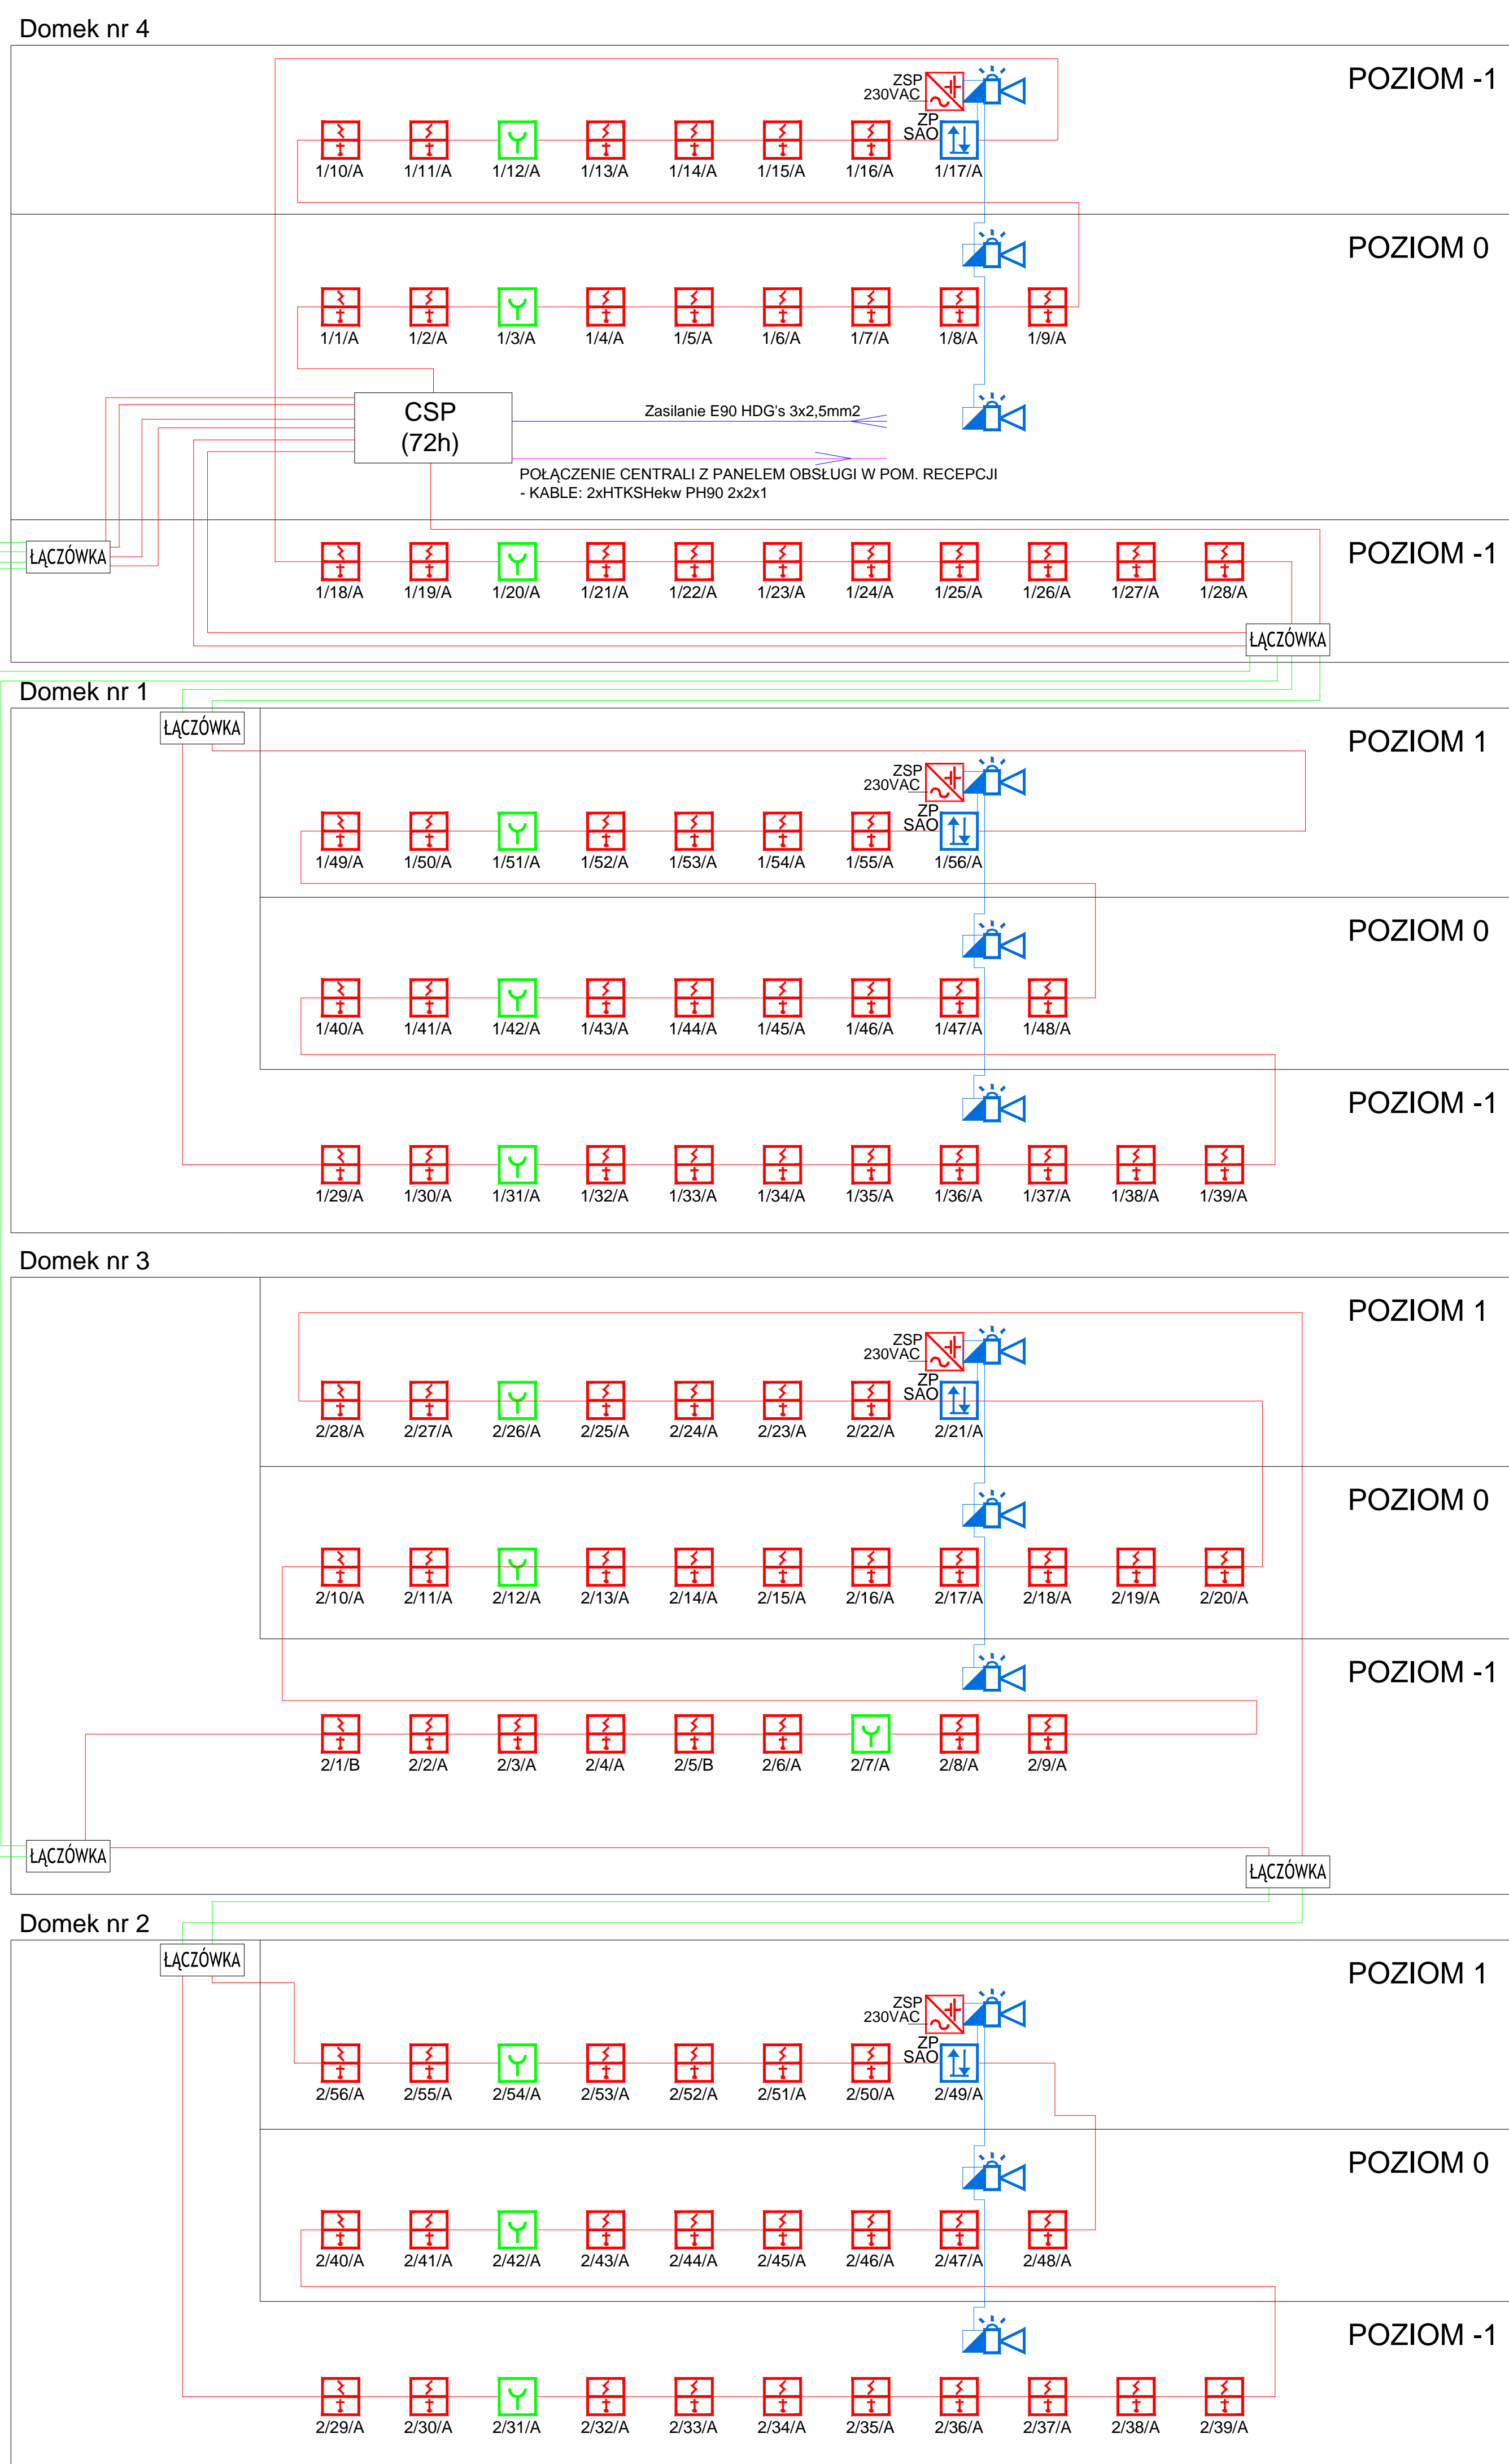 Domek nr 4
POZIOM -1
ZSP
230VAC
ZP
SAO
1/10/A 1/11/A 1/12/A 1/13/A 1/14/A 1/15/A 1/16/A 1/17/A
POZIOM 0
1/1/A 1/2/A 1/3/A 1/4/A 1/5/A 1/6/A 1/7/A 1/8/A 1/9/A
CSP
(72h)
Zasilanie E90 HDG's 3x2,5mm2
POŁĄCZENIE CENTRALI Z PANELEM OBSŁUGI W POM. RECEPCJI
- KABLE: 2xHTKSHekw PH90 2x2x1
POZIOM -1
ŁĄCZÓWKA
1/18/A 1/19/A 1/20/A 1/21/A 1/22/A 1/23/A 1/24/A 1/25/A 1/26/A 1/27/A 1/28/A
ŁĄCZÓWKA
Domek nr 1
ŁĄCZÓWKA
POZIOM 1
ZSP
230VAC
ZP
SAO
1/49/A 1/50/A 1/51/A 1/52/A 1/53/A 1/54/A 1/55/A 1/56/A
POZIOM 0
1/40/A 1/41/A 1/42/A 1/43/A 1/44/A 1/45/A 1/46/A 1/47/A 1/48/A
POZIOM -1
1/29/A 1/30/A 1/31/A 1/32/A 1/33/A 1/34/A 1/35/A 1/36/A 1/37/A 1/38/A 1/39/A
Domek nr 3
POZIOM 1
ZSP
230VAC
ZP
SAO
2/28/A 2/27/A 2/26/A 2/25/A 2/24/A 2/23/A 2/22/A 2/21/A
POZIOM 0
2/10/A 2/11/A 2/12/A 2/13/A 2/14/A 2/15/A 2/16/A 2/17/A 2/18/A 2/19/A 2/20/A
POZIOM -1
2/1/B 2/2/A 2/3/A 2/4/A 2/5/B 2/6/A 2/7/A 2/8/A 2/9/A
ŁĄCZÓWKA
ŁĄCZÓWKA
Domek nr 2
ŁĄCZÓWKA
POZIOM 1
ZSP
230VAC
ZP
SAO
2/56/A 2/55/A 2/54/A 2/53/A 2/52/A 2/51/A 2/50/A 2/49/A
POZIOM 0
2/40/A 2/41/A 2/42/A 2/43/A 2/44/A 2/45/A 2/46/A 2/47/A 2/48/A
POZIOM -1
2/29/A 2/30/A 2/31/A 2/32/A 2/33/A 2/34/A 2/35/A 2/36/A 2/37/A 2/38/A 2/39/A